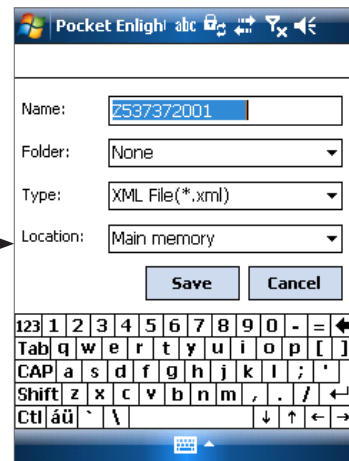 Pocket Enligh abc
Name: Z537372001
Folder: None
Type: XML File(*.xml)
Location: Main memory
Save Cancel
123 1 2 3 4 5 6 7 8 9 0 - =
Tab q w e r t y u i o p [ ]
CAP a s d f g h j k l ; '
Shift z x c v b n m , . /
Ctl áü ` \